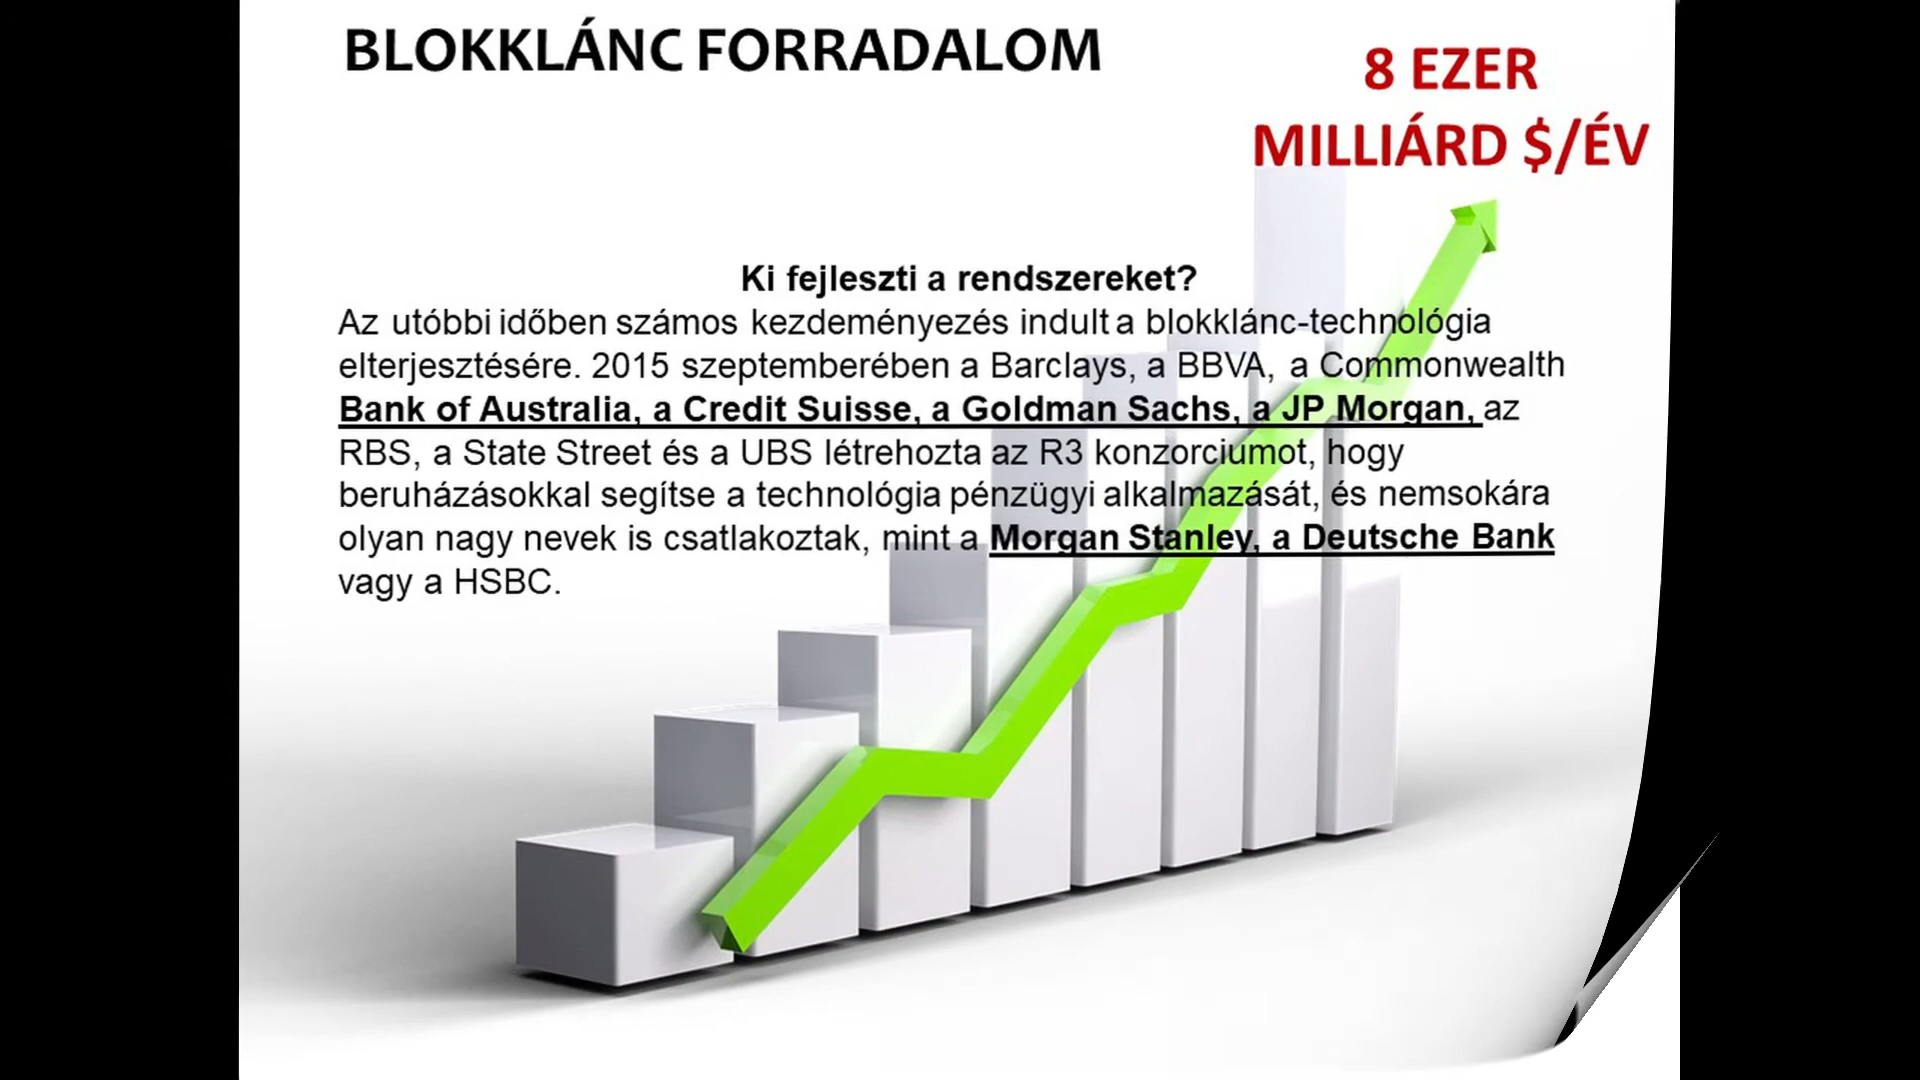 BLOKKLÁNC FORRADALOM
8 EZER
MILLIÁRD $/ÉV
Ki fejleszti a rendszereket?
Az utóbbi időben számos kezdeményezés indult a blokklánc-technológia
elterjesztésére. 2015 szeptemberében a Barclays, a BBVA, a Commonwealth
Bank of Australia, a Credit Suisse, a Goldman Sachs, a JP Morgan, az
RBS, a State Street és a UBS létrehozta az R3 konzorciumot, hogy
beruházásokkal segítse a technológia pénzügyi alkalmazását, és nemsokára
olyan nagy nevek is csatlakoztak, mint a Morgan Stanley, a Deutsche Bank
vagy a HSBC.